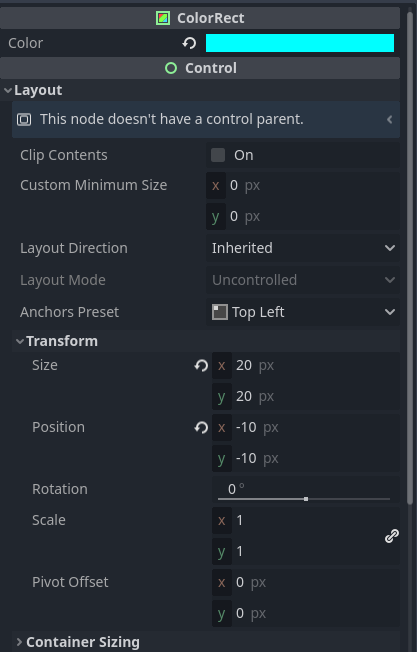 ColorRect
Color
Control
Layout
This node doesn't have a control parent.
Clip Contents On
Custom Minimum Size x 0 px
y 0 px
Layout Direction Inherited
Layout Mode Uncontrolled
Anchors Preset Top Left
Transform
Size x 20 px
y 20 px
Position x -10 px
y -10 px
Rotation 0 °
Scale x 1
y 1
Pivot Offset x 0 px
y 0 px
Container Sizing